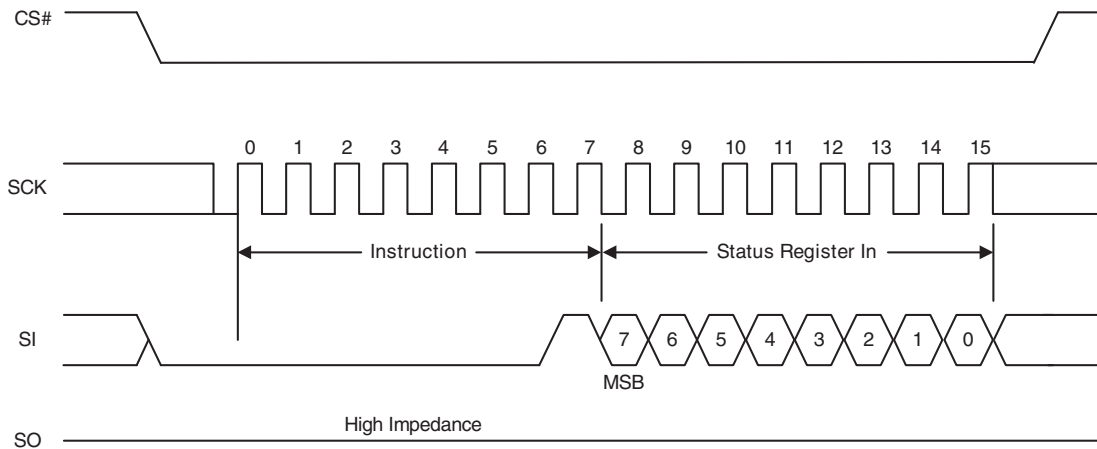 CS#
0 1 2 3 4 5 6 7 8 9 10 11 12 13 14 15
SCK
Instruction Status Register In
SI 7 6 5 4 3 2 1 0
MSB
High Impedance
SO